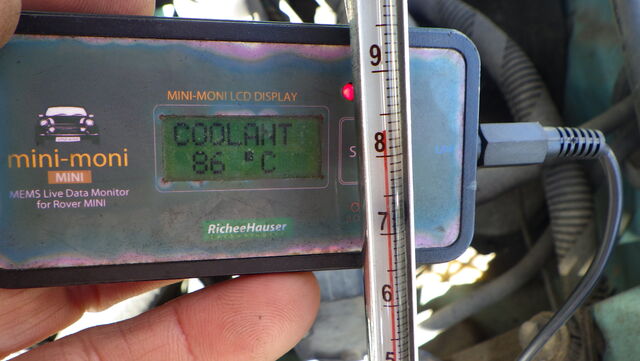 MINI-MONI LCD DISPLAY
COOLANT
86 °C
mini-moni
MINI
MEMS Live Data Monitor
for Rover MINI
RicheeHauser
S
9
8
7
6
5